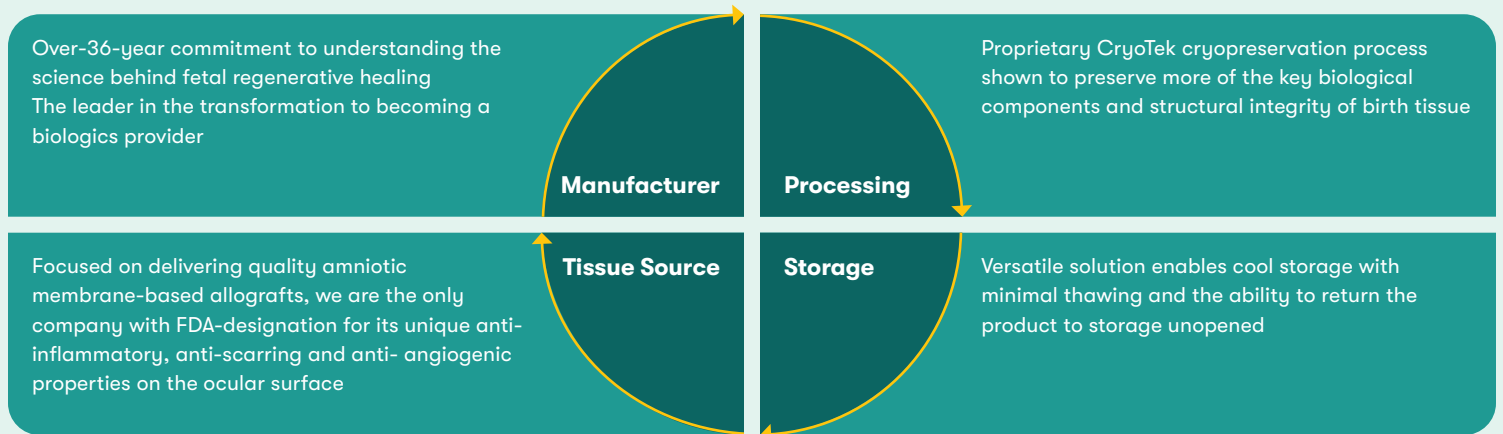 Over-36-year commitment to understanding the
science behind fetal regenerative healing
The leader in the transformation to becoming a
biologics provider
Manufacturer
Processing
Proprietary CryoTek cryopreservation process
shown to preserve more of the key biological
components and structural integrity of birth tissue
Focused on delivering quality amniotic
membrane-based allografts, we are the only
company with FDA-designation for its unique anti-
inflammatory, anti-scarring and anti- angiogenic
properties on the ocular surface
Tissue Source
Storage
Versatile solution enables cool storage with
minimal thawing and the ability to return the
product to storage unopened